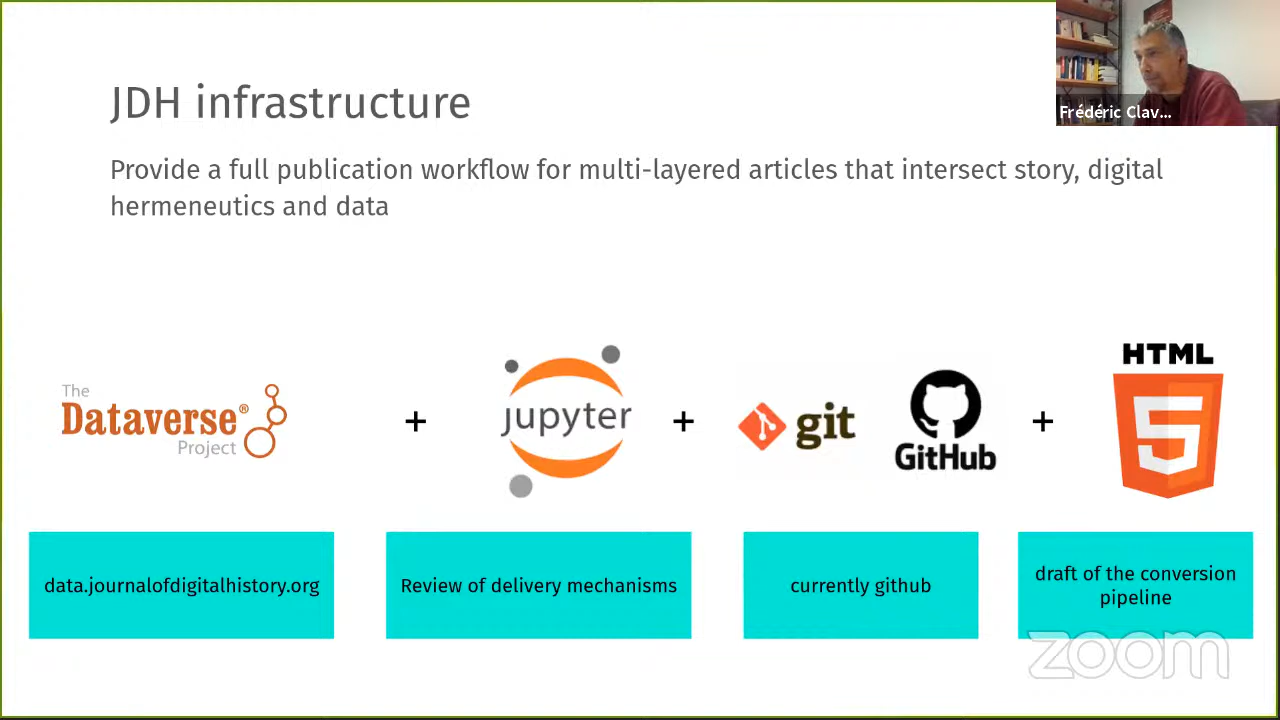 Frédéric Clav...
JDH infrastructure
Provide a full publication workflow for multi-layered articles that intersect story, digital
hermeneutics and data
The
Dataverse®
Project
+
jupyter
+
git
GitHub
+
HTML
5
data.journalofdigitalhistory.org
Review of delivery mechanisms
currently github
draft of the conversion
pipeline
zoom